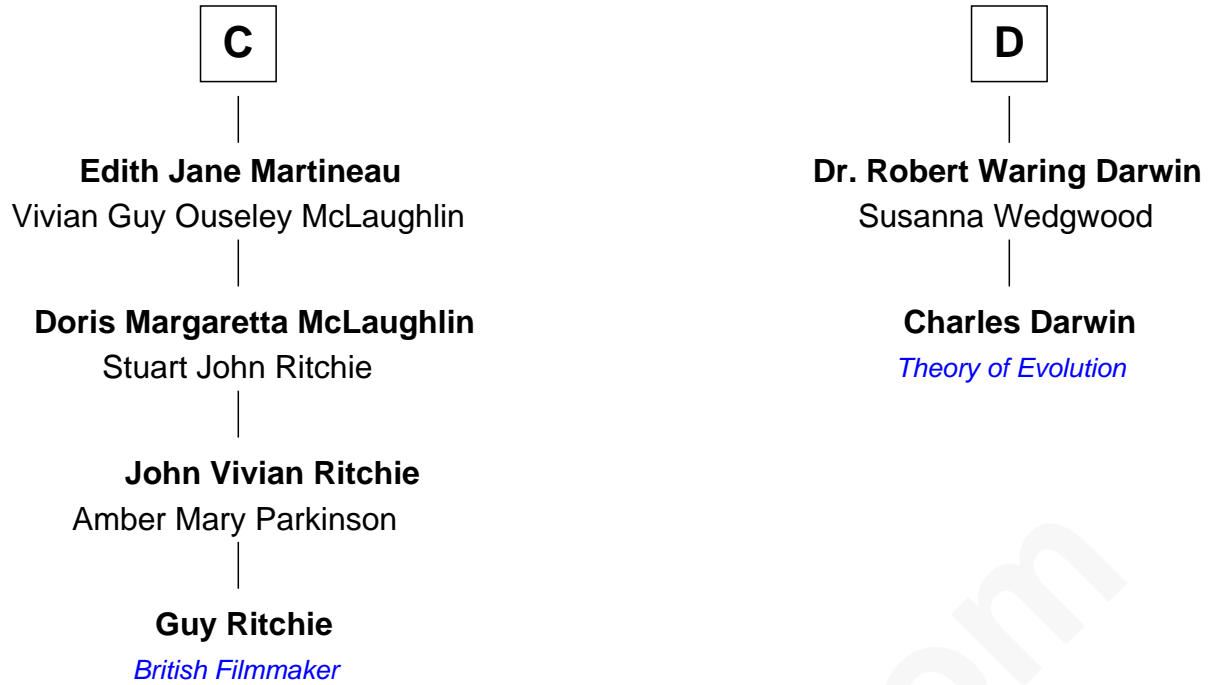 C
Edith Jane Martineau
Vivian Guy Ouseley McLaughlin
Doris Margaretta McLaughlin
Stuart John Ritchie
John Vivian Ritchie
Amber Mary Parkinson
Guy Ritchie
British Filmmaker
D
Dr. Robert Waring Darwin
Susanna Wedgwood
Charles Darwin
Theory of Evolution
om